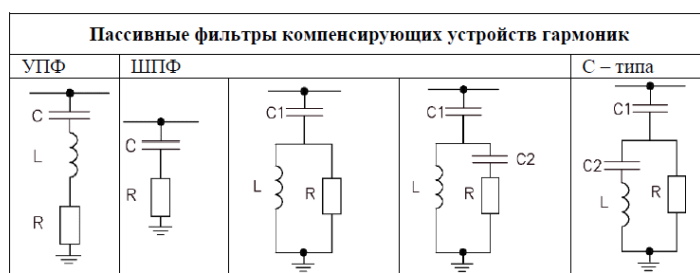 Пассивные фильтры компенсирующих устройств гармоник
УПФ
ШПФ
С – типа
C
L
R
C
R
C1
L
R
C1
C2
L
R
C1
C2
L
R